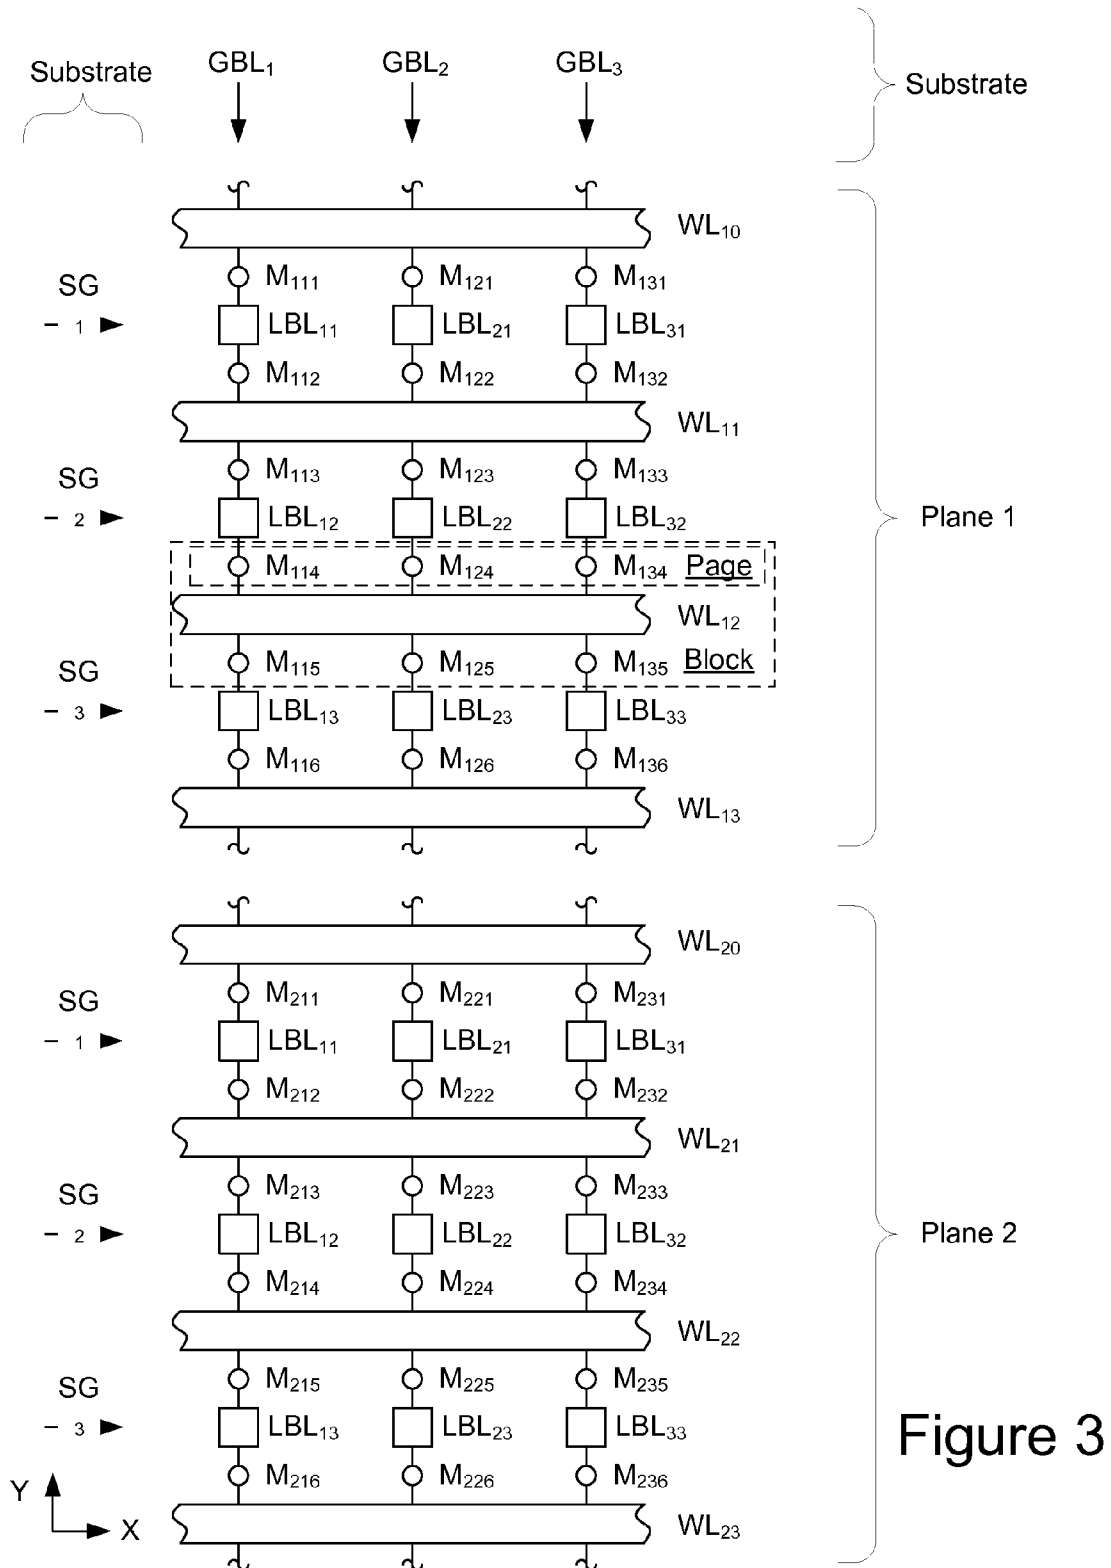 Substrate GBL₁ GBL₂ GBL₃ Substrate
WL₁₀
SG M₁₁₁ M₁₂₁ M₁₃₁
1 LBL₁₁ LBL₂₁ LBL₃₁
M₁₁₂ M₁₂₂ M₁₃₂
WL₁₁
SG M₁₁₃ M₁₂₃ M₁₃₃
2 LBL₁₂ LBL₂₂ LBL₃₂ Plane 1
M₁₁₄ M₁₂₄ M₁₃₄ Page
WL₁₂
SG M₁₁₅ M₁₂₅ M₁₃₅ Block
3 LBL₁₃ LBL₂₃ LBL₃₃
M₁₁₆ M₁₂₆ M₁₃₆
WL₁₃
WL₂₀
SG M₂₁₁ M₂₂₁ M₂₃₁
1 LBL₁₁ LBL₂₁ LBL₃₁
M₂₁₂ M₂₂₂ M₂₃₂
WL₂₁
SG M₂₁₃ M₂₂₃ M₂₃₃
2 LBL₁₂ LBL₂₂ LBL₃₂ Plane 2
M₂₁₄ M₂₂₄ M₂₃₄
WL₂₂
SG M₂₁₅ M₂₂₅ M₂₃₅
3 LBL₁₃ LBL₂₃ LBL₃₃ Figure 3
Y M₂₁₆ M₂₂₆ M₂₃₆
X WL₂₃